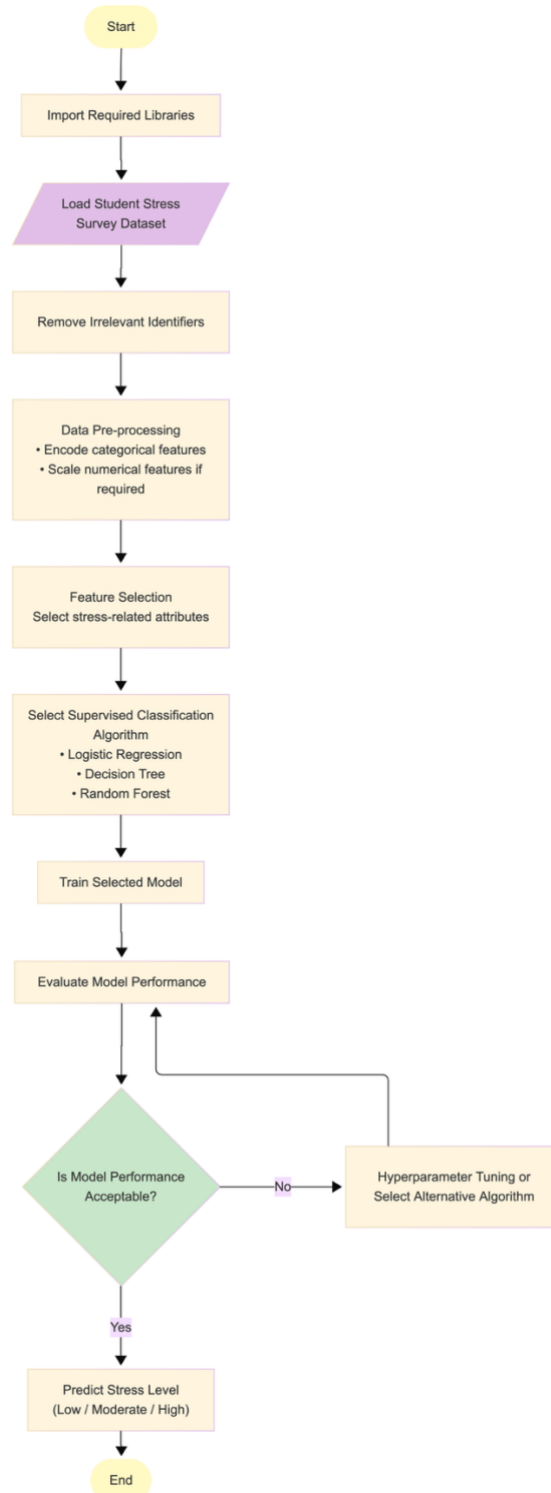 Start
Import Required Libraries
Load Student Stress
Survey Dataset
Remove Irrelevant Identifiers
Data Pre-processing
• Encode categorical features
• Scale numerical features if
required
Feature Selection
Select stress-related attributes
Select Supervised Classification
Algorithm
• Logistic Regression
• Decision Tree
• Random Forest
Train Selected Model
Evaluate Model Performance
Is Model Performance
Acceptable?
No
Hyperparameter Tuning or
Select Alternative Algorithm
Yes
Predict Stress Level
(Low / Moderate / High)
End